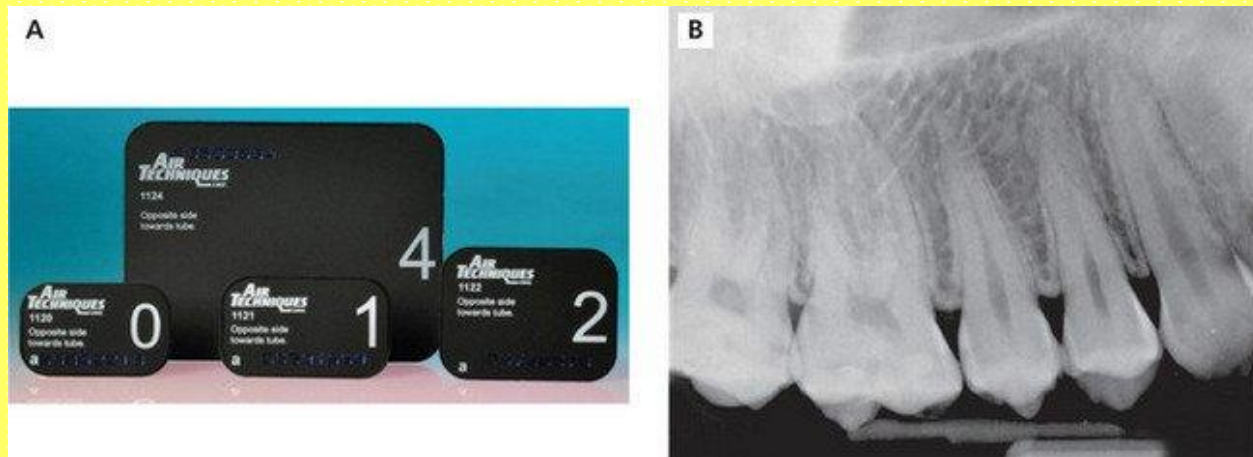 A
B
AIR
TECHNIQUES
1124
Opposite side
towards tube.
4
AIR
TECHNIQUES
1120
Opposite side
towards tube.
0
a
AIR
TECHNIQUES
1121
Opposite side
towards tube.
1
a
AIR
TECHNIQUES
1122
Opposite side
towards tube.
2
a